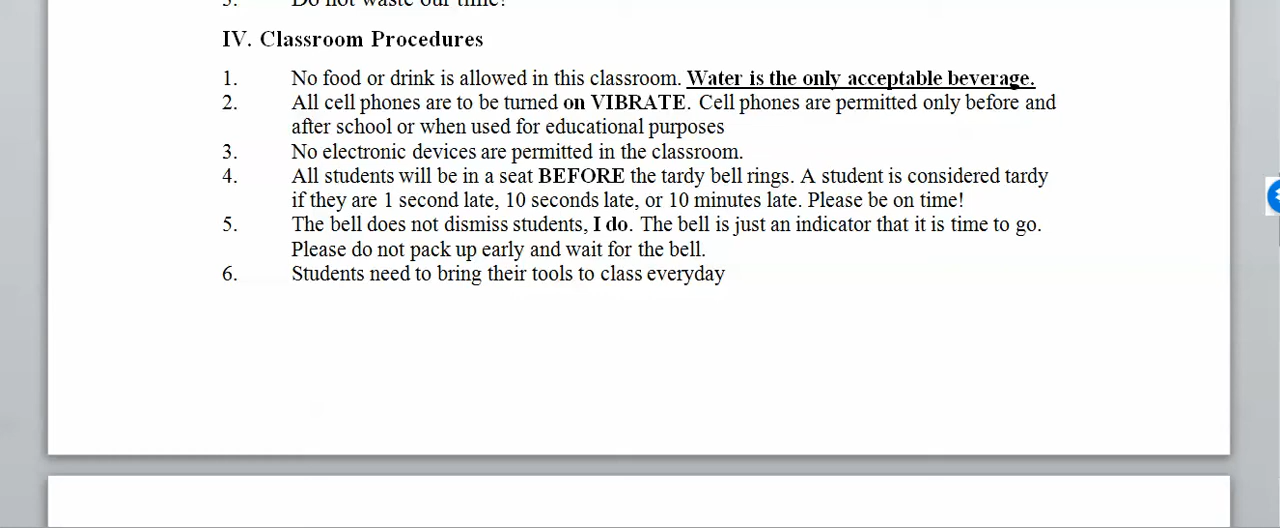 3. Do not waste our time!
IV. Classroom Procedures
1. No food or drink is allowed in this classroom. Water is the only acceptable beverage.
2. All cell phones are to be turned on VIBRATE. Cell phones are permitted only before and
after school or when used for educational purposes
3. No electronic devices are permitted in the classroom.
4. All students will be in a seat BEFORE the tardy bell rings. A student is considered tardy
if they are 1 second late, 10 seconds late, or 10 minutes late. Please be on time!
5. The bell does not dismiss students, I do. The bell is just an indicator that it is time to go.
Please do not pack up early and wait for the bell.
6. Students need to bring their tools to class everyday